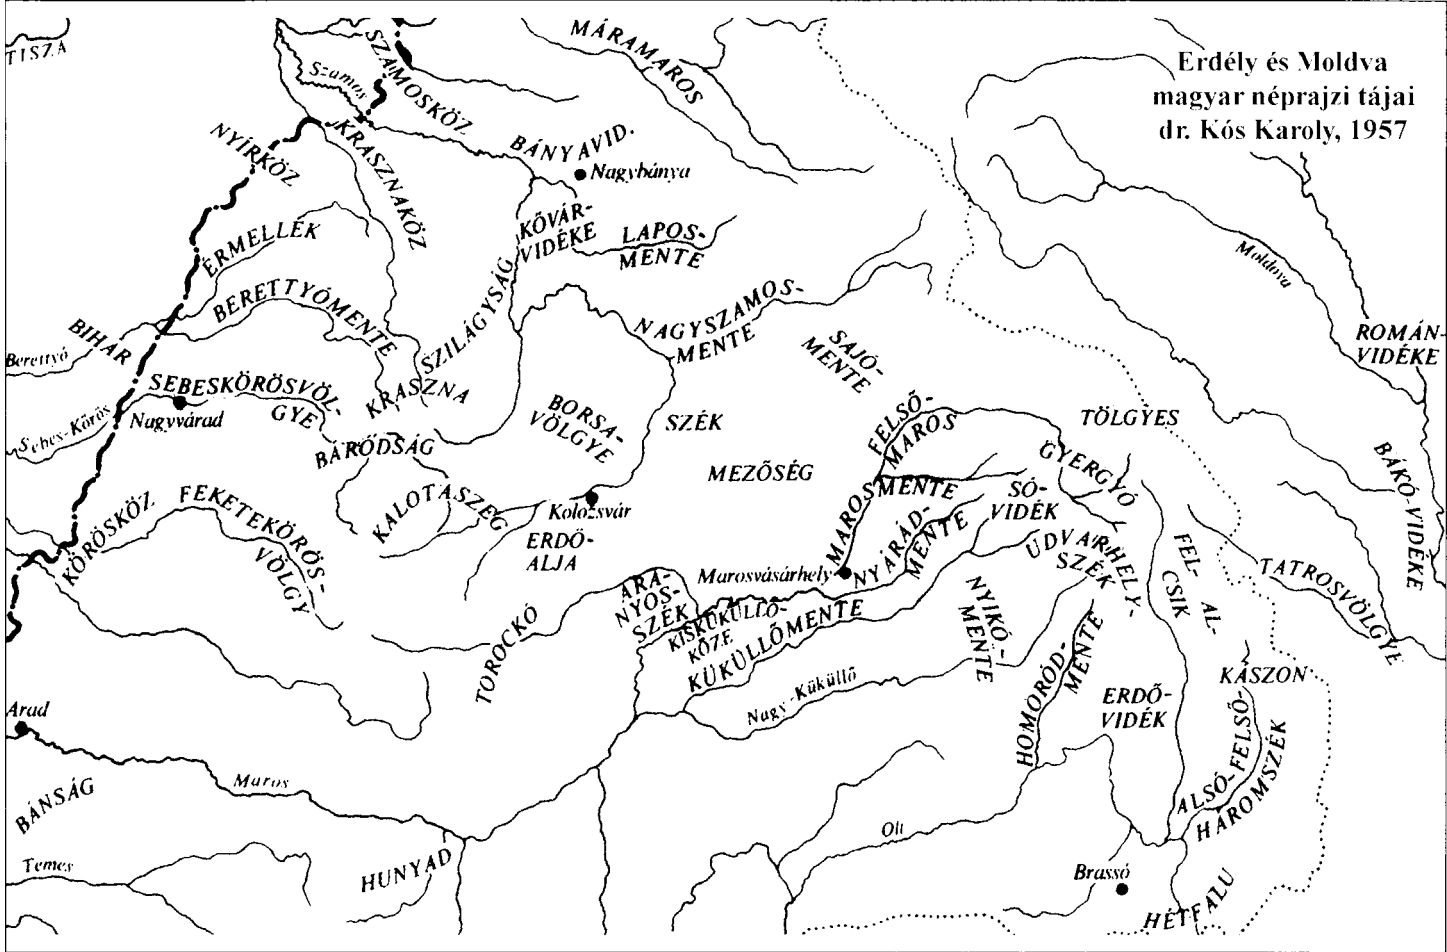 Erdély és Moldva
magyar néprajzi tájai
dr. Kós Karoly, 1957
TISZA
SZAMOSKÖZ
Szamos
MÁRAMAROS
NYÍRKÖZ
KRASZNAKÖZ
BÁNYAVID.
Nagybánya
ÉRMELLÉK
KŐVÁR-
VIDÉKE
LAPOS-
MENTE
Moldova
BERETTYÓMENTE
SZILÁGYSÁG
NAGYSZAMOS-
MENTE
BIHAR
Berettyó
SAJÓ-
MENTE
ROMÁN-
VIDÉKE
SEBESKÖRÖSVÖL-
GYE
Nagyvárad
Sebes-Körös
KRASZNA
BORSA-
VÖLGYE
SZÉK
FELSŐ-
MAROS
TÖLGYES
BÁRÓDSÁG
MEZŐSÉG
GYERGYÓ
BÁKÓ-VIDÉKE
KÖRÖSKÖZ
FEKETEKÖRÖS-
VÖLGY
KALOTASZEG
Kolozsvár
ERDŐ-
ALJA
MAROSMENTE
SÓ-
VIDÉK
NYÁRÁD-
MENTE
UDVARHELY-
SZÉK
FEL-
CSIK
AL-
TATROSVÖLGYE
ARA-
NYOS-
SZÉK
Marosvásárhely
KISKÜKÜLLŐ-
KÖZE
KÜKÜLLŐMENTE
NYIKÓ-
MENTE
TOROCKÓ
Nagy-Küküllő
HOMORÓD-
MENTE
ERDŐ-
VIDÉK
KÁSZON
Arad
Maros
BÁNSÁG
ALSÓ-FELSŐ-
HÁROMSZÉK
Olt
Temes
HUNYAD
Brassó
HÉTFALU